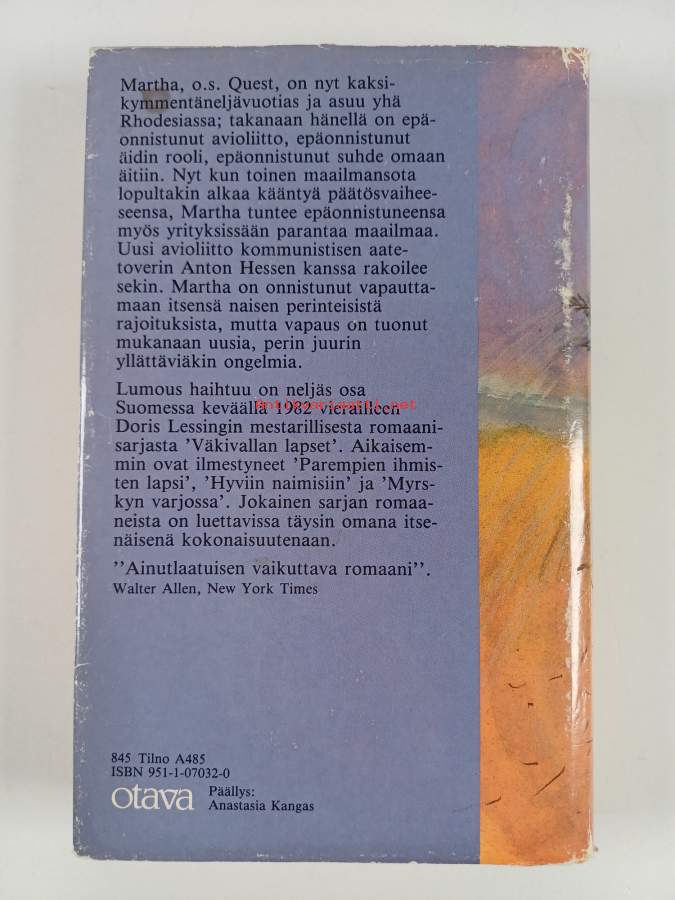 Martha, o.s. Quest, on nyt kaksi-
kymmentäneljävuotias ja asuu yhä
Rhodesiassa; takanaan hänellä on epä-
onnistunut avioliitto, epäonnistunut
äidin rooli, epäonnistunut suhde omaan
äitiin. Nyt kun toinen maailmansota
lopultakin alkaa kääntyä päätösvaihee-
seensa, Martha tuntee epäonnistuneensa
myös yrityksissään parantaa maailmaa.
Uusi avioliitto kommunistisen aate-
toverin Anton Hessen kanssa rakoilee
sekin. Martha on onnistunut vapautta-
maan itsensä naisen perinteisistä
rajoituksista, mutta vapaus on tuonut
mukanaan uusia, perin juurin
yllättäviäkin ongelmia.
Lumous haihtuu on neljäs osa
Suomessa keväällä 1982 vierailleen
Antikvariaatti.net
Doris Lessingin mestarillisesta romaani-
sarjasta 'Väkivallan lapset'. Aikaisem-
min ovat ilmestyneet 'Parempien ihmis-
ten lapsi', 'Hyviin naimisiin' ja 'Myrs-
kyn varjossa'. Jokainen sarjan romaa-
neista on luettavissa täysin omana itse-
näisenä kokonaisuutenaan.
''Ainutlaatuisen vaikuttava romaani''.
Walter Allen, New York Times
845 Tilno A485
ISBN 951-1-07032-0
otava
Päällys:
Anastasia Kangas